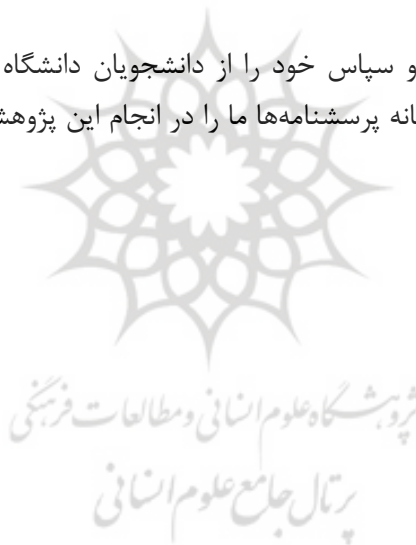 و سپاس خود را از دانشجویان دانشگاه
انه پرسشنامه‌ها ما را در انجام این پژوهش
پژوهشگاه علوم انسانی و مطالعات فرهنگی
پرتال جامع علوم انسانی